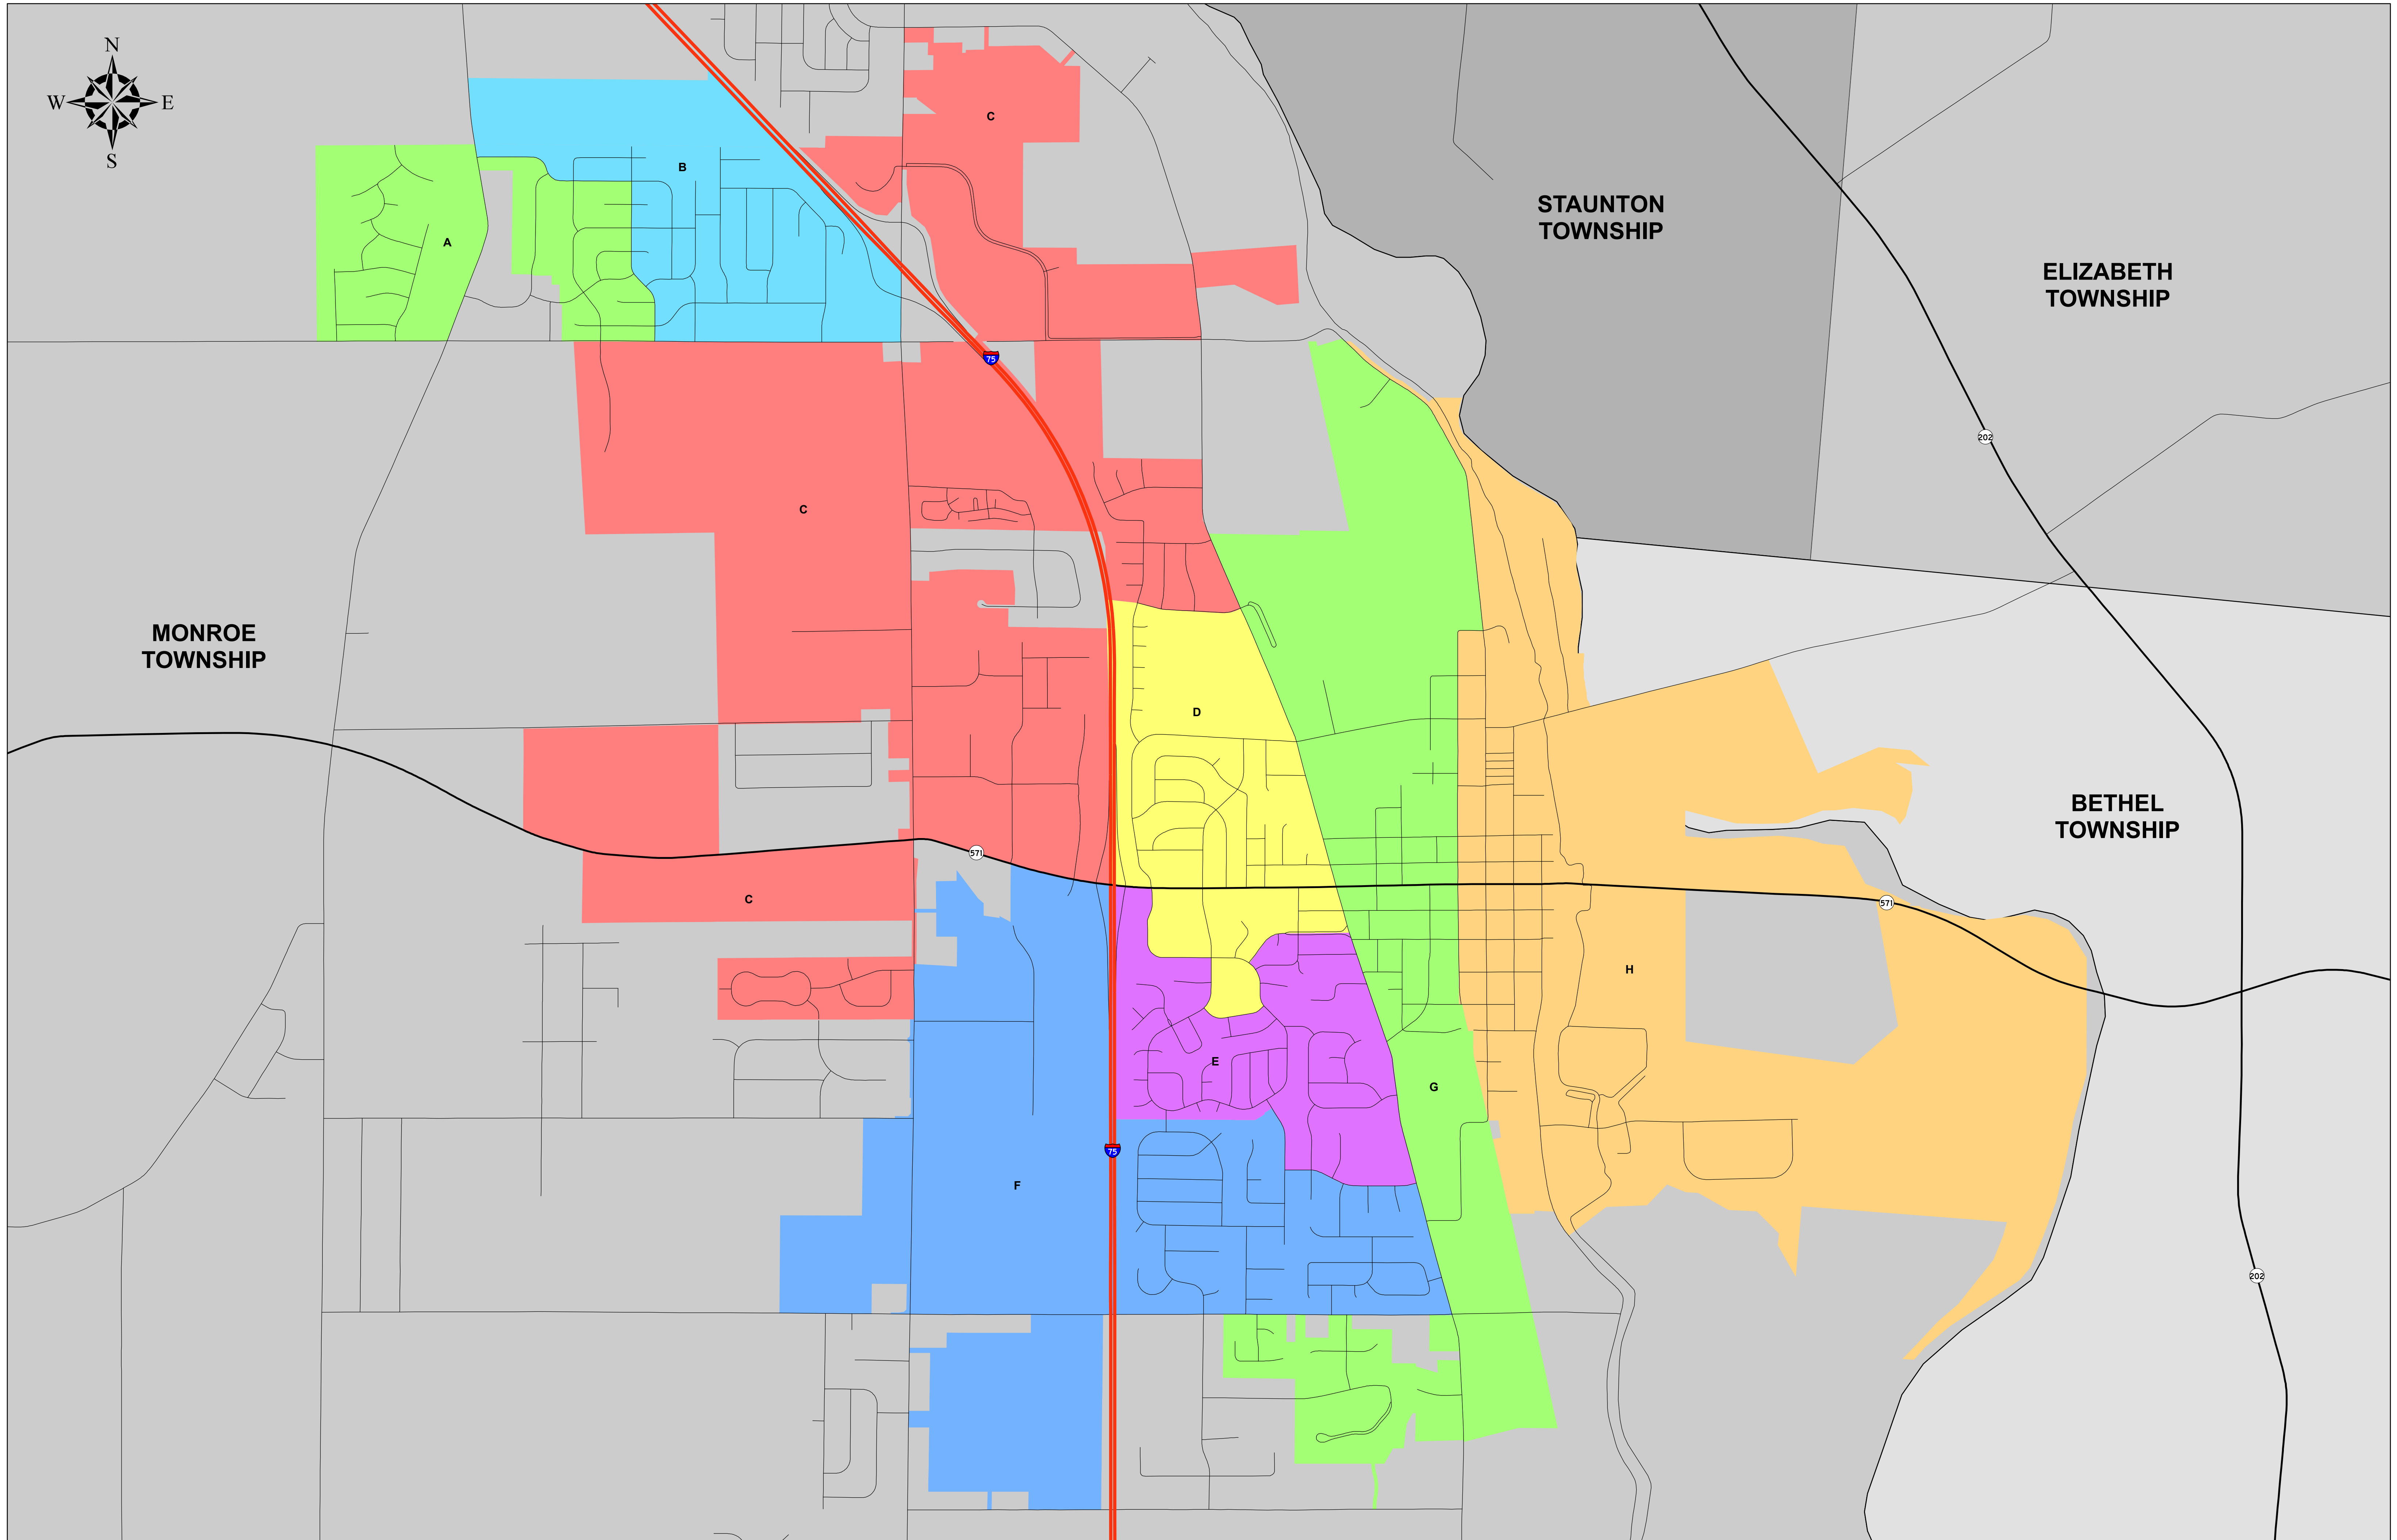 N
W
E
S
C
B
A
STAUNTON
TOWNSHIP
ELIZABETH
TOWNSHIP
75
202
C
MONROE
TOWNSHIP
D
BETHEL
TOWNSHIP
571
C
571
H
E
G
75
F
202